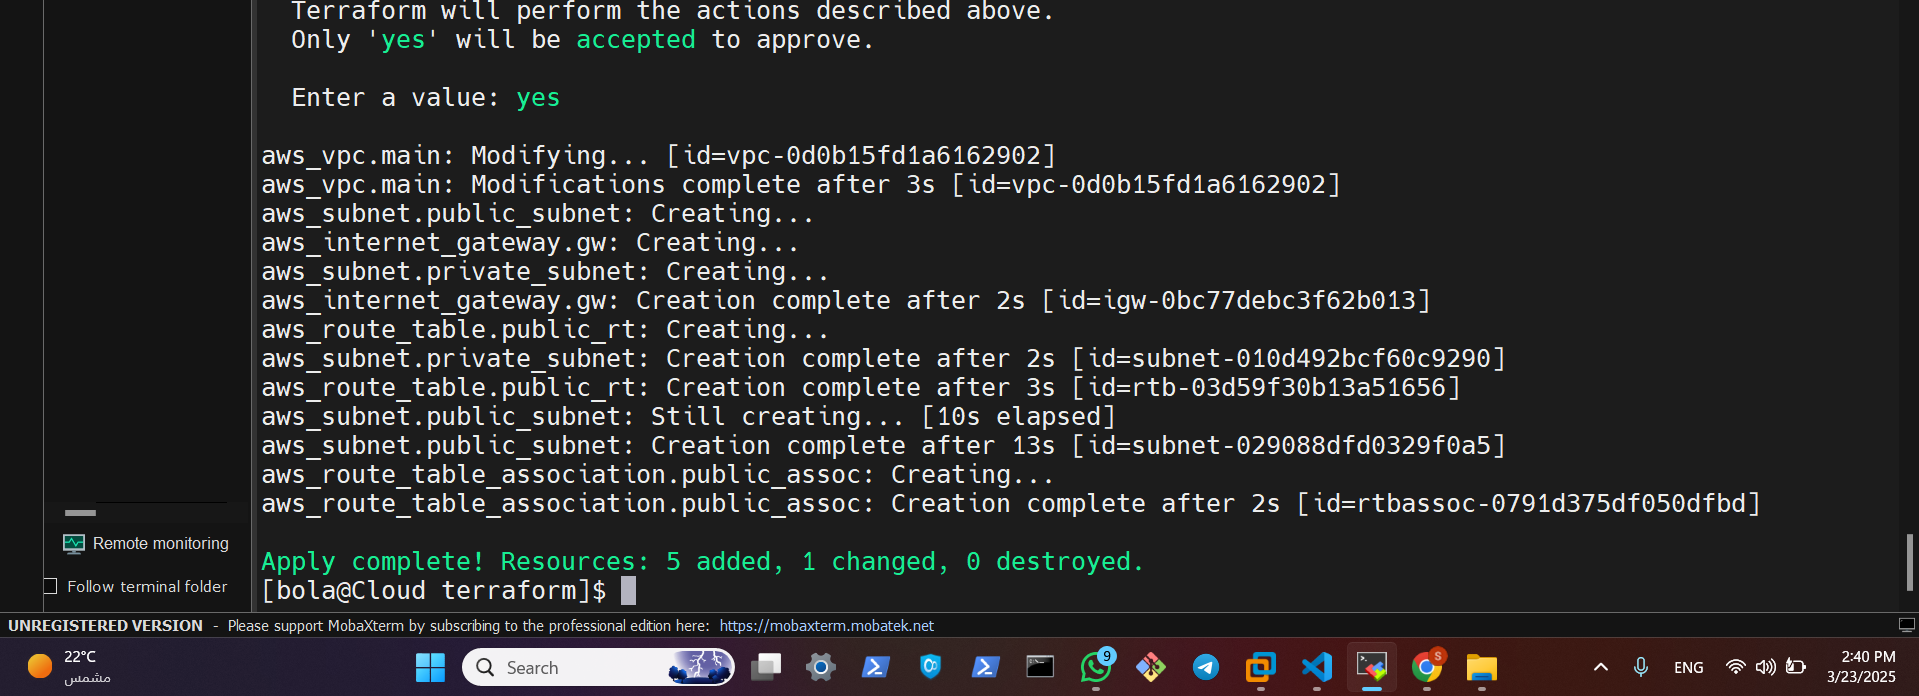 Terraform will perform the actions described above.
Only 'yes' will be accepted to approve.
Enter a value: yes
aws_vpc.main: Modifying... [id=vpc-0d0b15fd1a6162902]
aws_vpc.main: Modifications complete after 3s [id=vpc-0d0b15fd1a6162902]
aws_subnet.public_subnet: Creating...
aws_internet_gateway.gw: Creating...
aws_subnet.private_subnet: Creating...
aws_internet_gateway.gw: Creation complete after 2s [id=igw-0bc77debc3f62b013]
aws_route_table.public_rt: Creating...
aws_subnet.private_subnet: Creation complete after 2s [id=subnet-010d492bcf60c9290]
aws_route_table.public_rt: Creation complete after 3s [id=rtb-03d59f30b13a51656]
aws_subnet.public_subnet: Still creating... [10s elapsed]
aws_subnet.public_subnet: Creation complete after 13s [id=subnet-029088dfd0329f0a5]
aws_route_table_association.public_assoc: Creating...
aws_route_table_association.public_assoc: Creation complete after 2s [id=rtbassoc-0791d375df050dfbd]
Apply complete! Resources: 5 added, 1 changed, 0 destroyed.
[bola@Cloud terraform]$
Remote monitoring
Follow terminal folder
UNREGISTERED VERSION - Please support MobaXterm by subscribing to the professional edition here: https://mobaxterm.mobatek.net
22°C
مشمس
Search
9
S
ENG
2:40 PM
3/23/2025